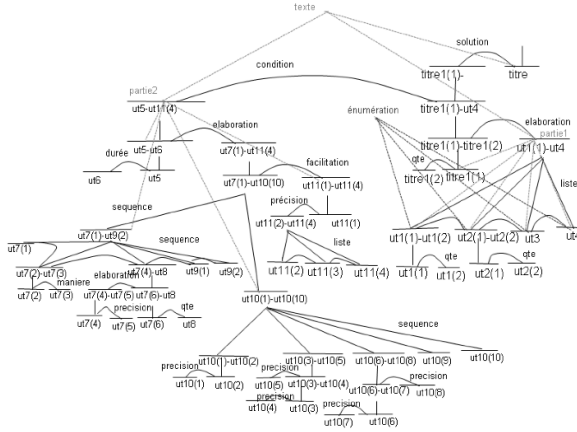 texte
solution
condition
titre1(1)-
titre
partie2
ut5-ut11(4)
titre1(1)-ut4
énumération
elaboration
elaboration
partie1
ut5-ut6
ut7(1)-ut11(4)
titre1(1)-titre1(2)
ut1(1)-ut4
durée
facilitation
qte
ut6
ut5
ut7(1)-ut10(10)
ut11(1)-ut11(4)
titre1(2)
titre1(1)
liste
sequence
précision
ut11(2)-ut11(4)
ut11(1)
ut7(1)-ut9(2)
ut1(1)-ut1(2)
ut2(1)-ut2(2)
ut3
ut4
ut7(1)
sequence
liste
ut7(2)-ut7(3)
ut7(4)-ut8
ut9(1)
ut9(2)
ut11(2)
ut11(3)
ut11(4)
ut1(1)
qte
ut1(2)
ut2(1)
qte
ut2(2)
maniere
elaboration
ut7(2)
ut7(3)
ut7(4)-ut7(5)
ut7(6)-ut8
ut10(1)-ut10(10)
precision
qte
ut7(4)
ut7(5)
ut7(6)
ut8
sequence
ut10(1)-ut10(2)
ut10(3)-ut10(5)
ut10(6)-ut10(8)
ut10(9)
ut10(10)
precision
precision
precision
ut10(1)
ut10(2)
ut10(5)
ut10(3)-ut10(4)
ut10(6)-ut10(7)
ut10(8)
precision
precision
ut10(4)
ut10(3)
ut10(7)
ut10(6)